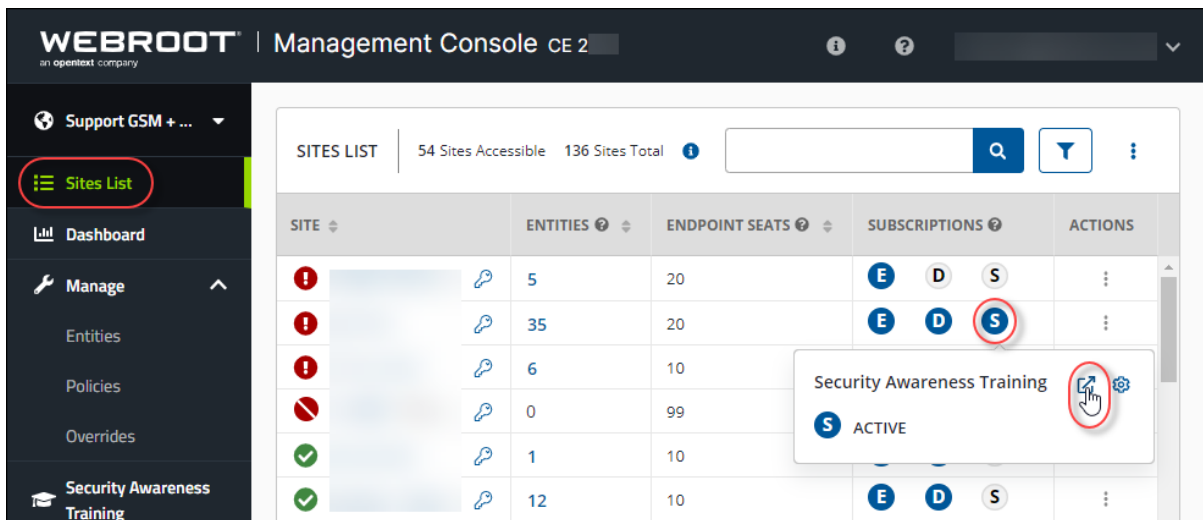 WEBROOT | Management Console CE 2
an opentext company
Support GSM + ...
Sites List
Dashboard
Manage
Entities
Policies
Overrides
Security Awareness
Training
SITES LIST 54 Sites Accessible 136 Sites Total
SITE ENTITIES ENDPOINT SEATS SUBSCRIPTIONS ACTIONS
5 20 E D S
35 20 E D S
6 10
0 99
1 10
12 10 E D S
Security Awareness Training
S ACTIVE